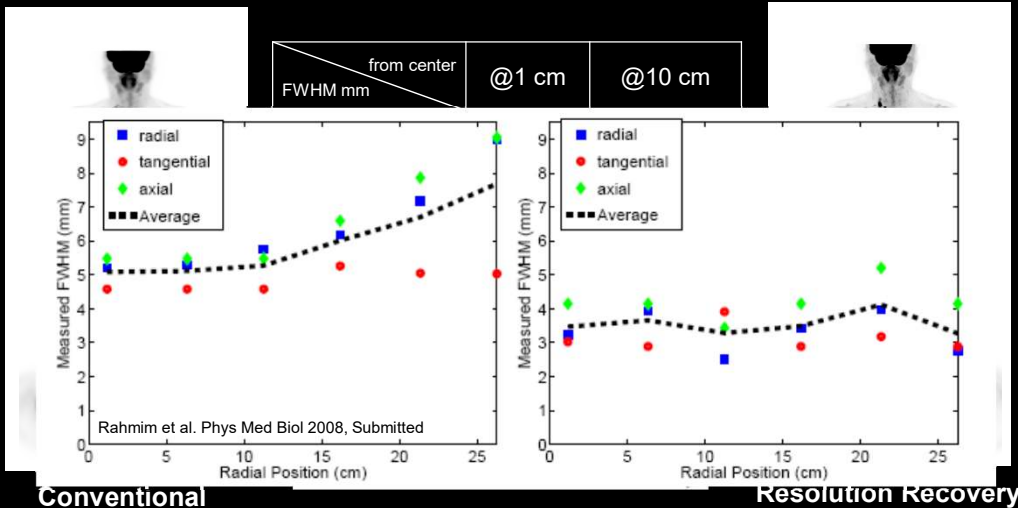 from center
FWHM mm
@1 cm
@10 cm
radial
tangential
axial
Average
Measured FWHM (mm)
0
1
2
3
4
5
6
7
8
9
0 5 10 15 20 25
Radial Position (cm)
Rahmim et al. Phys Med Biol 2008, Submitted
radial
tangential
axial
Average
Measured FWHM (mm)
0
1
2
3
4
5
6
7
8
9
0 5 10 15 20 25
Radial Position (cm)
Conventional
Resolution Recovery